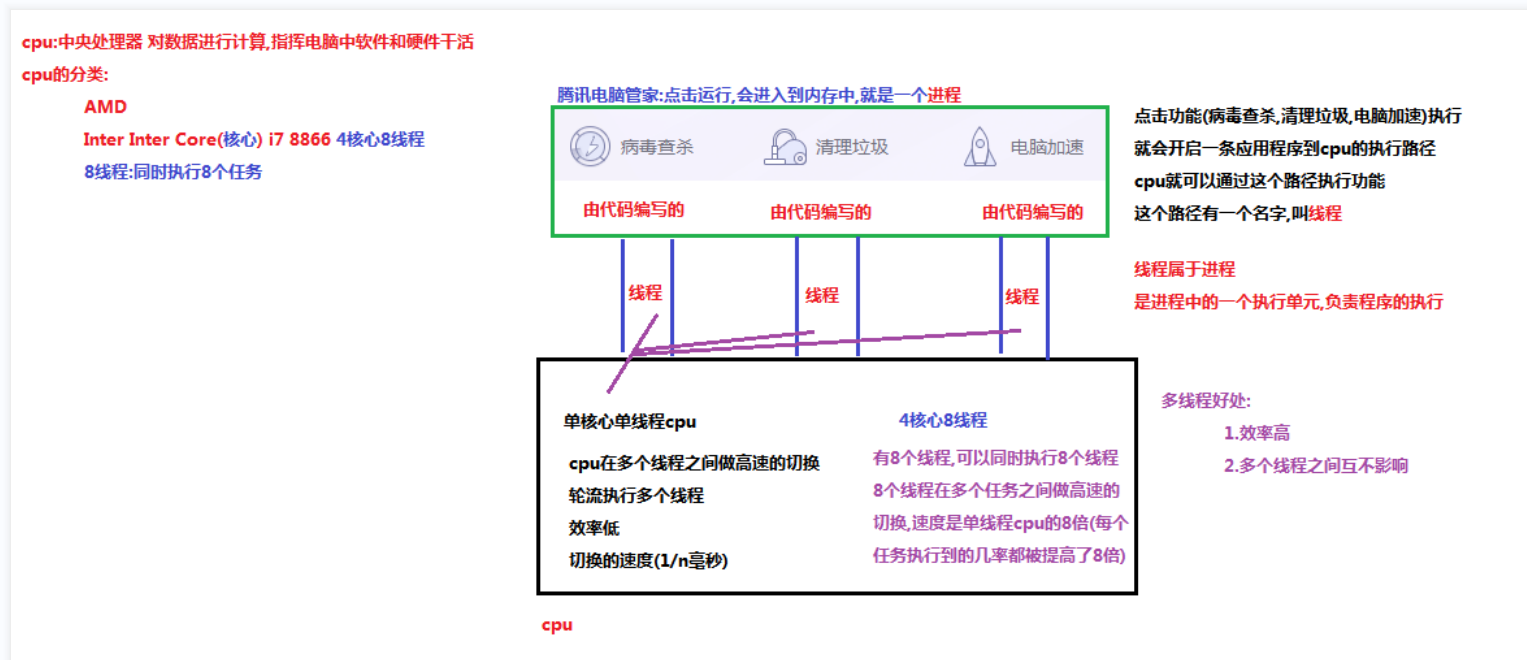 cpu:中央处理器 对数据进行计算,指挥电脑中软件和硬件干活
cpu的分类:
AMD
Inter Inter Core(核心) i7 8866 4核心8线程
8线程:同时执行8个任务
腾讯电脑管家:点击运行,会进入到内存中,就是一个进程
病毒查杀
清理垃圾
电脑加速
由代码编写的
由代码编写的
由代码编写的
线程
线程
线程
点击功能(病毒查杀,清理垃圾,电脑加速)执行
就会开启一条应用程序到cpu的执行路径
cpu就可以通过这个路径执行功能
这个路径有一个名字,叫线程
线程属于进程
是进程中的一个执行单元,负责程序的执行
单核心单线程cpu
cpu在多个线程之间做高速的切换
轮流执行多个线程
效率低
切换的速度(1/n毫秒)
4核心8线程
有8个线程,可以同时执行8个线程
8个线程在多个任务之间做高速的
切换,速度是单线程cpu的8倍(每个
任务执行到的几率都被提高了8倍)
多线程好处:
1.效率高
2.多个线程之间互不影响
cpu